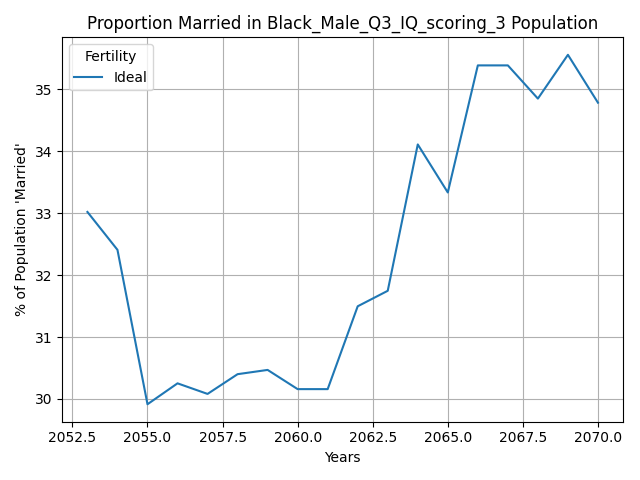 Proportion Married in Black_Male_Q3_IQ_scoring_3 Population
Fertility
Ideal
% of Population 'Married'
35
34
33
32
31
30
2052.5 2055.0 2057.5 2060.0 2062.5 2065.0 2067.5 2070.0
Years